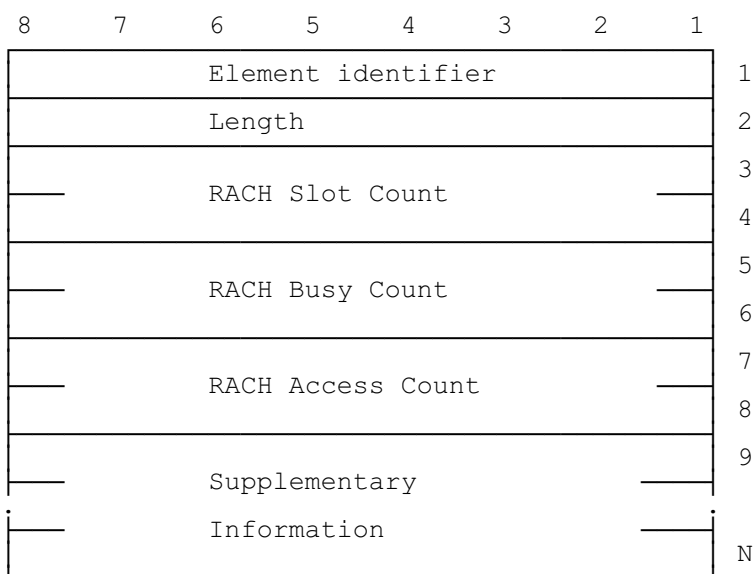 8 7 6 5 4 3 2 1
Element identifier 1
Length 2
3
RACH Slot Count
4
5
RACH Busy Count
6
7
RACH Access Count
8
9
Supplementary
Information
N